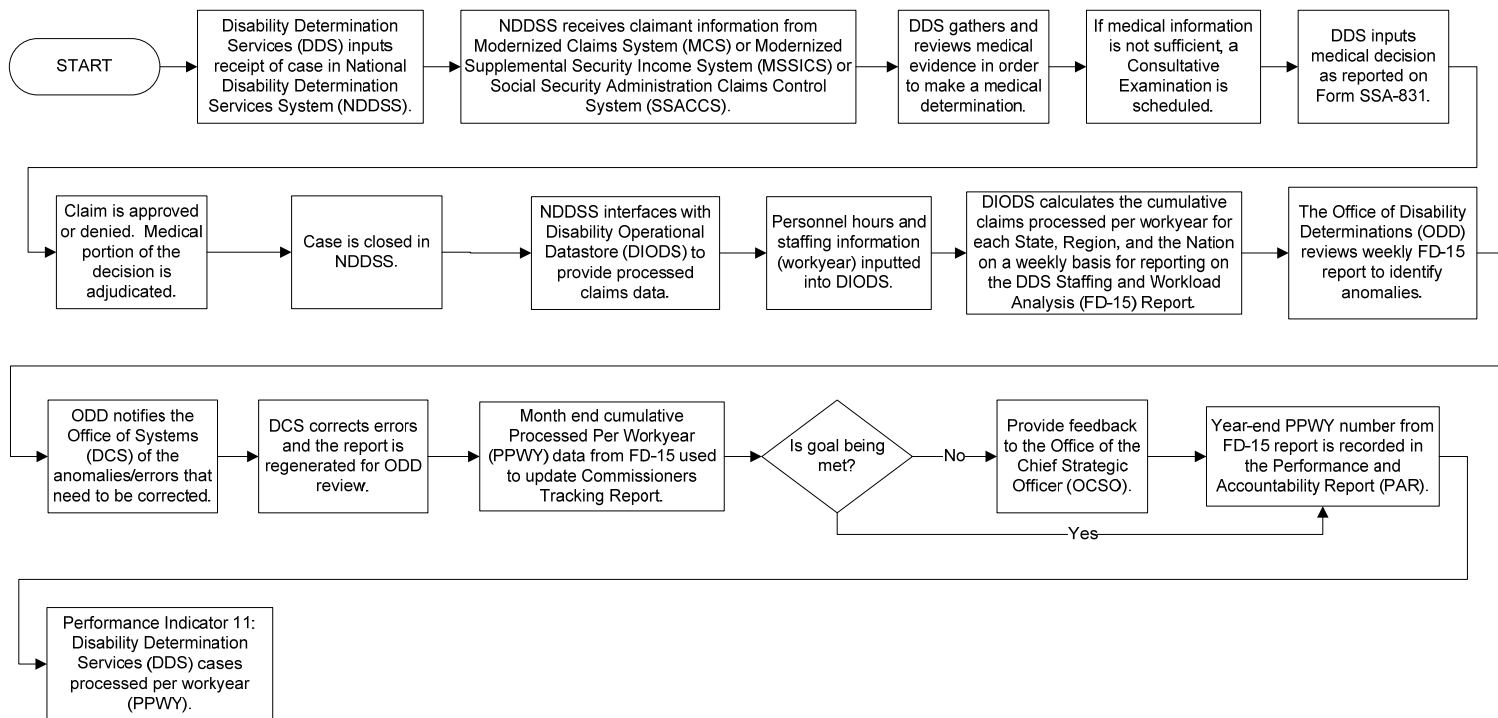 START
Disability Determination
Services (DDS) inputs
receipt of case in National
Disability Determination
Services System (NDDSS).
NDDSS receives claimant information from
Modernized Claims System (MCS) or Modernized
Supplemental Security Income System (MSSICS) or
Social Security Administration Claims Control
System (SSACCS).
DDS gathers and
reviews medical
evidence in order
to make a medical
determination.
If medical information
is not sufficient, a
Consultative
Examination is
scheduled.
DDS inputs
medical decision
as reported on
Form SSA-831.
Claim is approved
or denied. Medical
portion of the
decision is
adjudicated.
Case is closed in
NDDSS.
NDDSS interfaces with
Disability Operational
Datastore (DIODS) to
provide processed
claims data.
Personnel hours and
staffing information
(workyear) inputted
into DIODS.
DIODS calculates the cumulative
claims processed per workyear for
each State, Region, and the Nation
on a weekly basis for reporting on
the DDS Staffing and Workload
Analysis (FD-15) Report.
The Office of Disability
Determinations (ODD)
reviews weekly FD-15
report to identify
anomalies.
ODD notifies the
Office of Systems
(DCS) of the
anomalies/errors that
need to be corrected.
DCS corrects errors
and the report is
regenerated for ODD
review.
Month end cumulative
Processed Per Workyear
(PPWY) data from FD-15 used
to update Commissioners
Tracking Report.
Is goal being
met?
No
Provide feedback
to the Office of the
Chief Strategic
Officer (OCSO).
Year-end PPWY number from
FD-15 report is recorded in
the Performance and
Accountability Report (PAR).
Yes
Performance Indicator 11:
Disability Determination
Services (DDS) cases
processed per workyear
(PPWY).